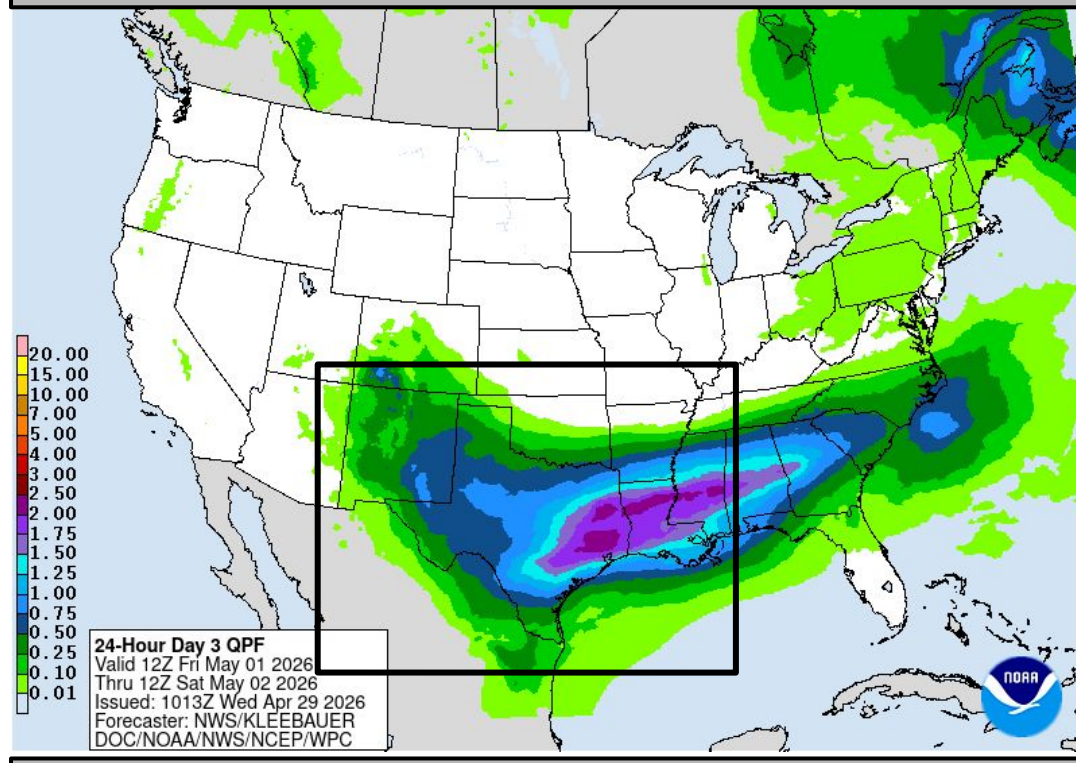 20.00
15.00
10.00
7.00
5.00
4.00
3.00
2.50
2.00
1.75
1.50
1.25
1.00
0.75
0.50
0.25
0.10
0.01
24-Hour Day 3 QPF
Valid 12Z Fri May 01 2026
Thru 12Z Sat May 02 2026
Issued: 1013Z Wed Apr 29 2026
Forecaster: NWS/KLEEBAUER
DOC/NOAA/NWS/NCEP/WPC
NOAA